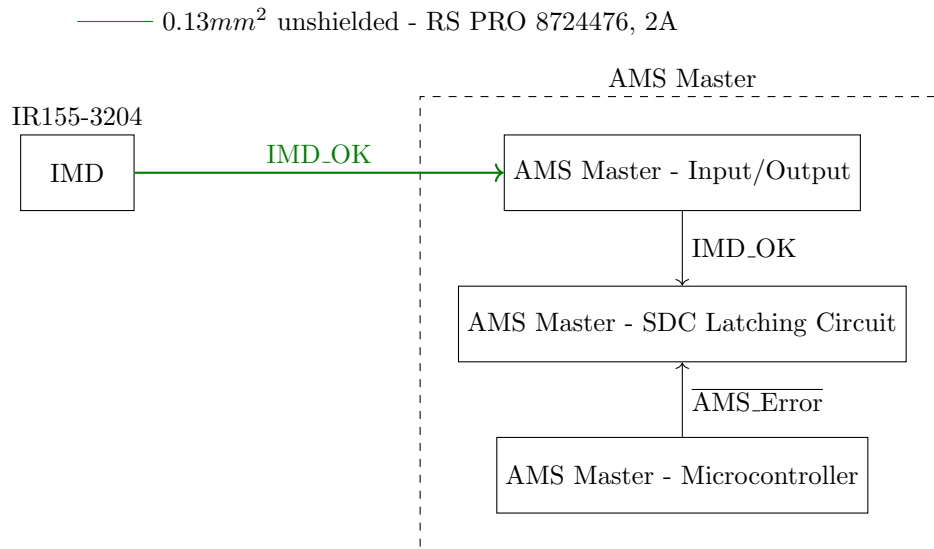 0.13mm² unshielded - RS PRO 8724476, 2A
AMS Master
IR155-3204
IMD
IMD_OK
AMS Master - Input/Output
IMD_OK
AMS Master - SDC Latching Circuit
A̅M̅S̅_̅E̅r̅r̅o̅r̅
AMS Master - Microcontroller